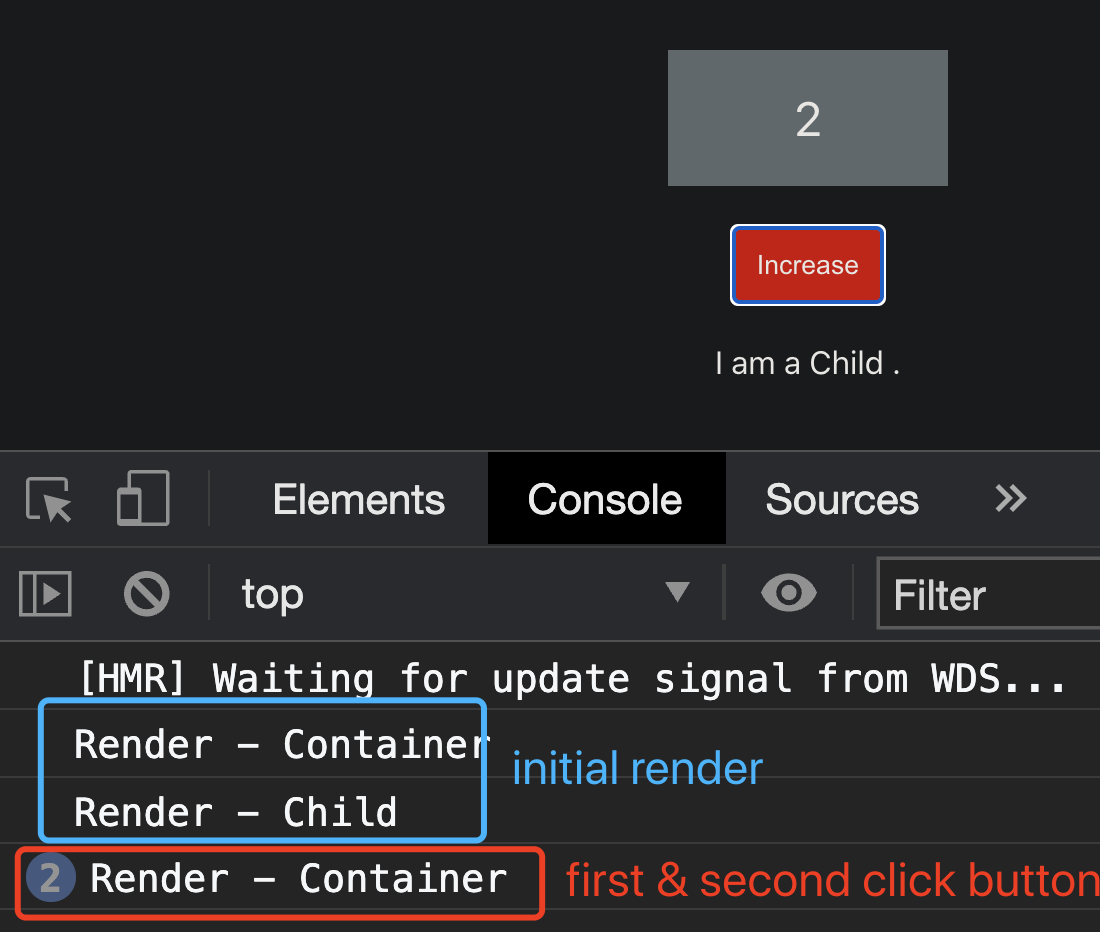 2
Increase
I am a Child .
Elements Console Sources
top Filter
[HMR] Waiting for update signal from WDS...
Render – Container
initial render
Render – Child
2 Render – Container first & second click button